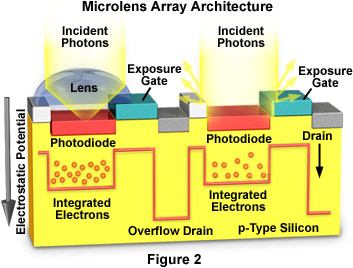 Microlens Array Architecture
Incident
Photons
Incident
Photons
Lens
Exposure
Gate
Exposure
Gate
Photodiode
Photodiode
Drain
Electrostatic Potential
Integrated
Electrons
Integrated
Electrons
Overflow Drain
p-Type Silicon
Figure 2